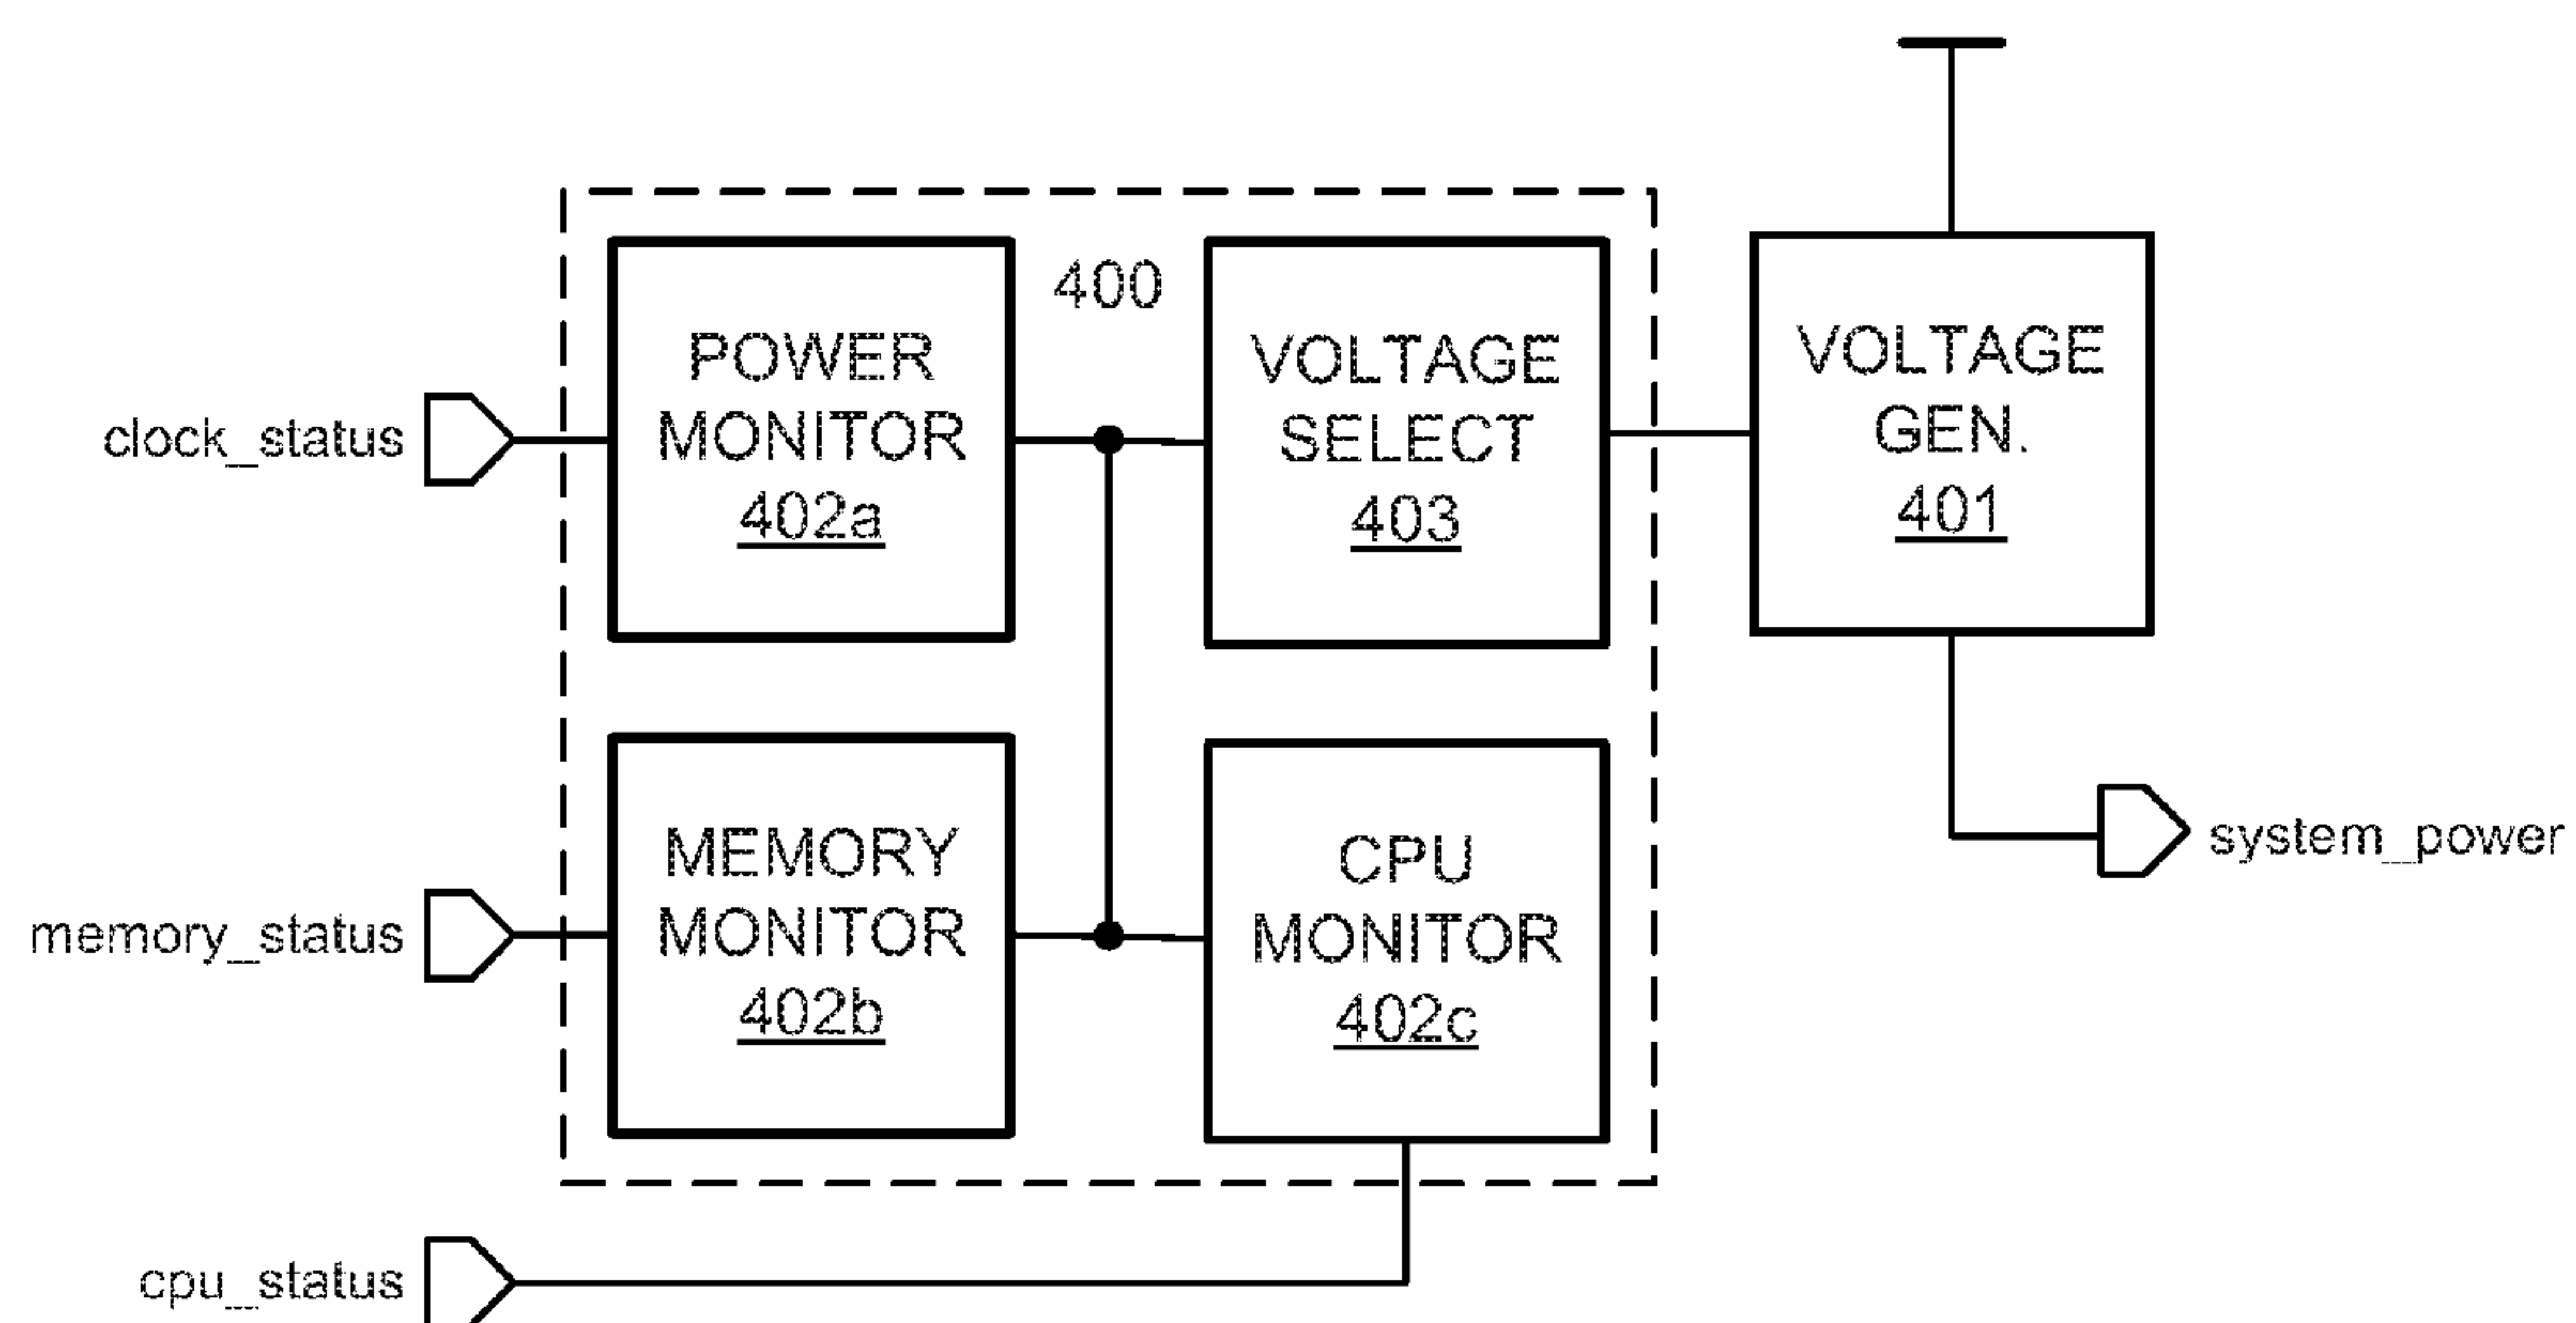 400
POWER
MONITOR
402a
VOLTAGE
SELECT
403
VOLTAGE
GEN.
401
clock_status
MEMORY
MONITOR
402b
CPU
MONITOR
402c
memory_status
system_power
cpu_status